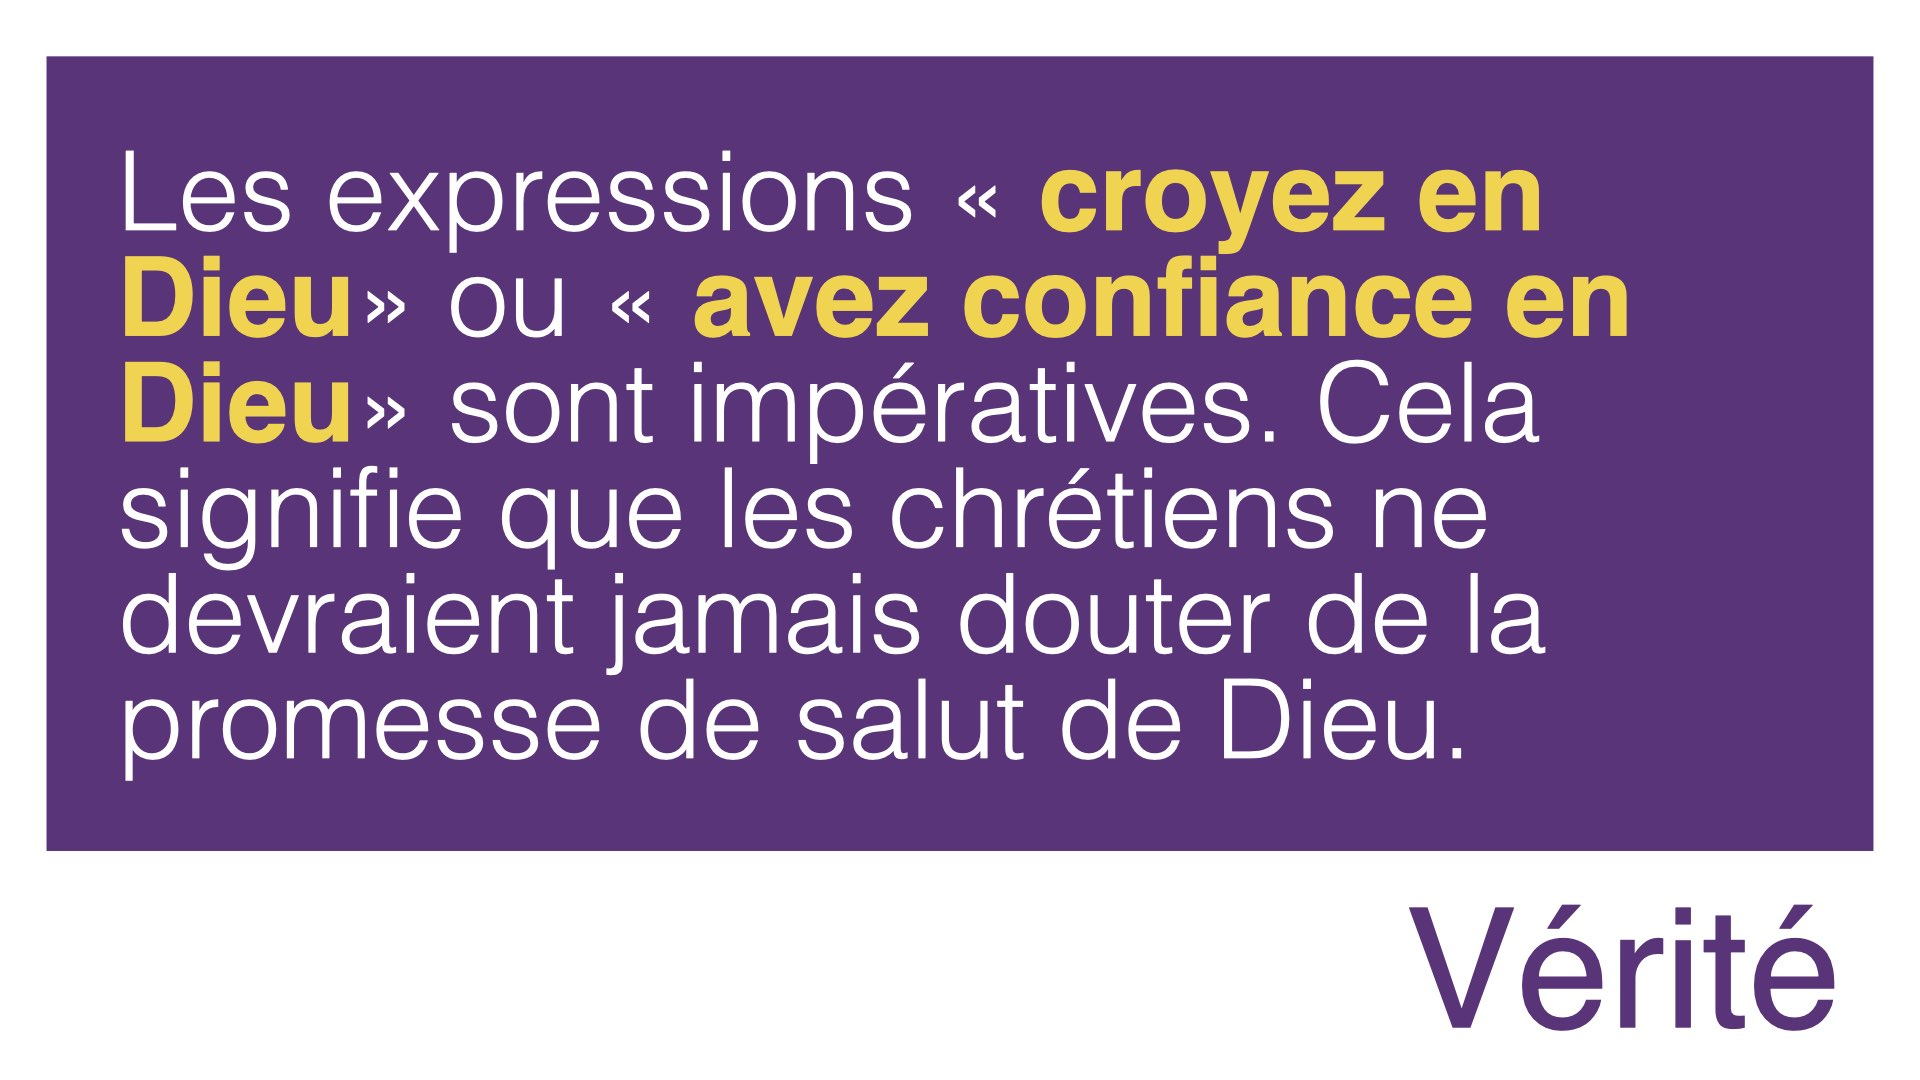 Les expressions « croyez en
Dieu» ou « avez confiance en
Dieu» sont impératives. Cela
signifie que les chrétiens ne
devraient jamais douter de la
promesse de salut de Dieu.
Vérité